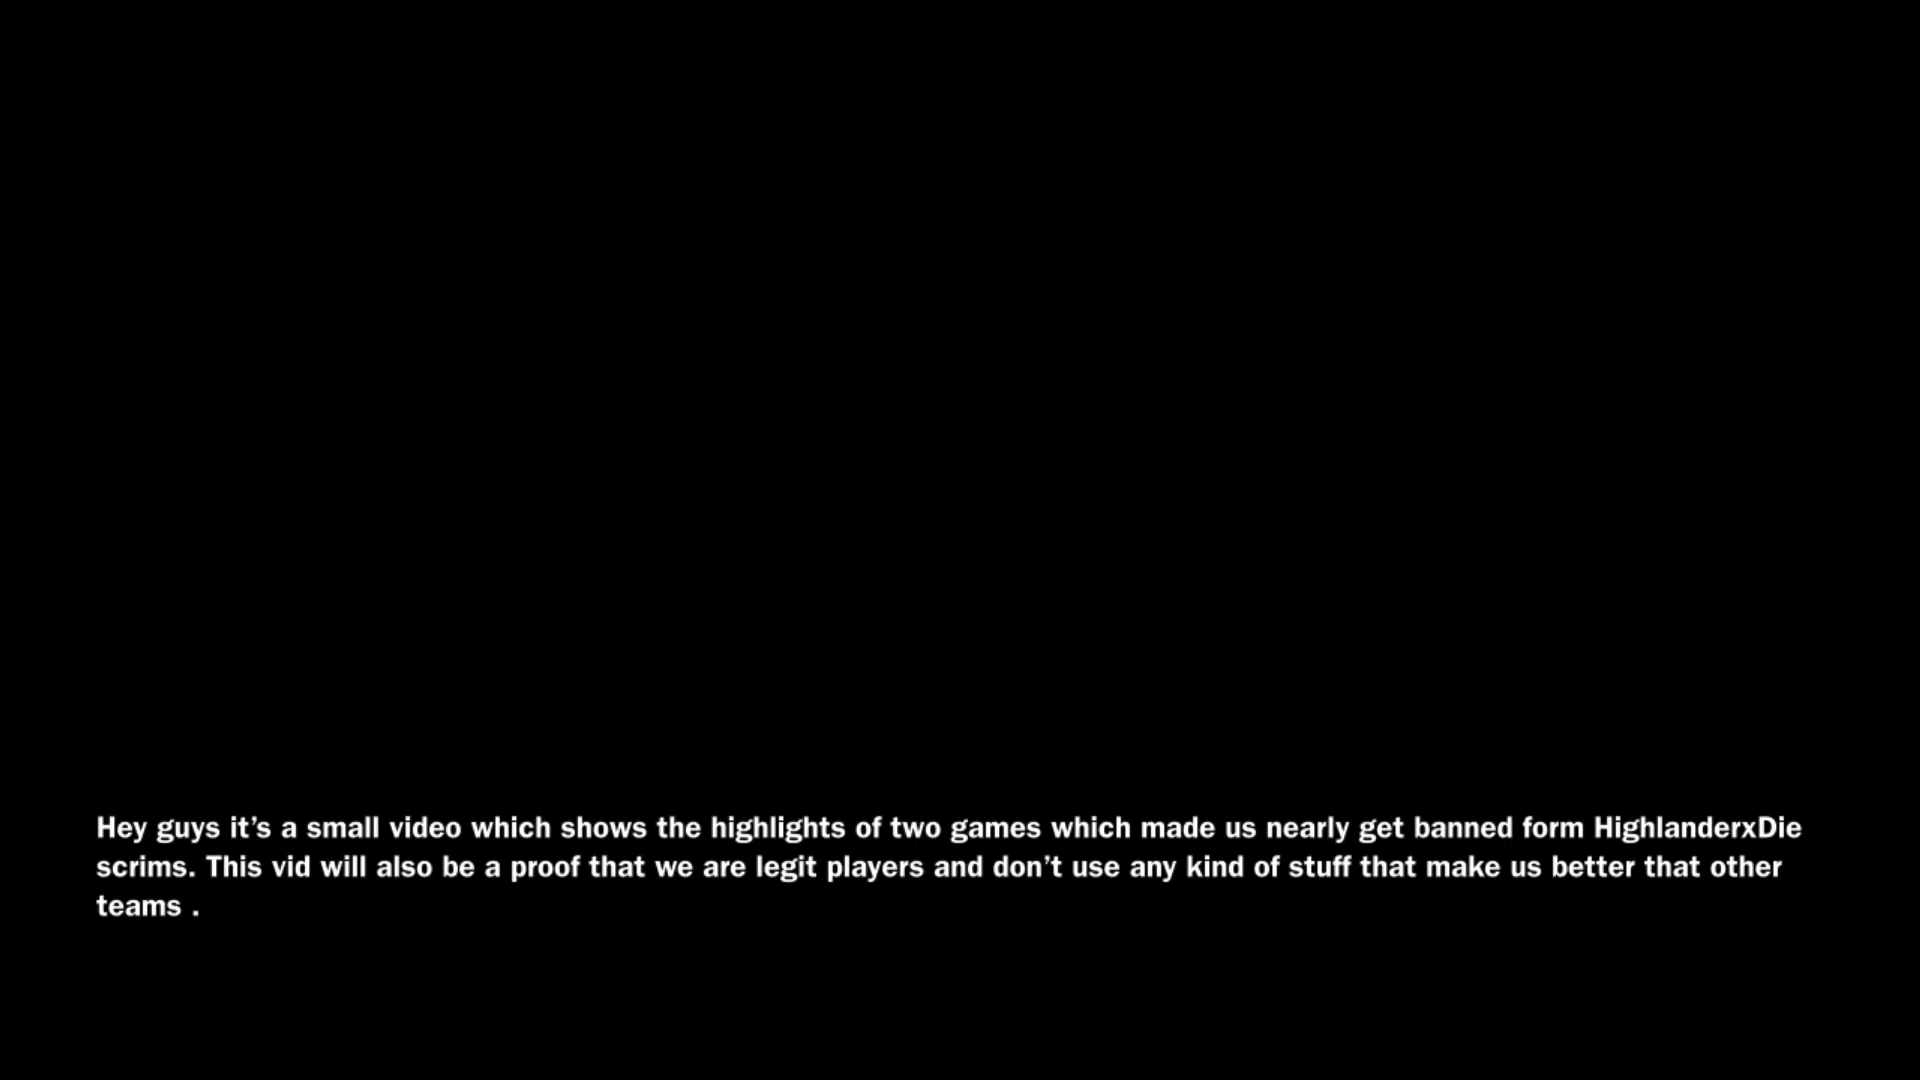 Hey guys it’s a small video which shows the highlights of two games which made us nearly get banned form HighlanderxDie
scrims. This vid will also be a proof that we are legit players and don’t use any kind of stuff that make us better that other
teams .